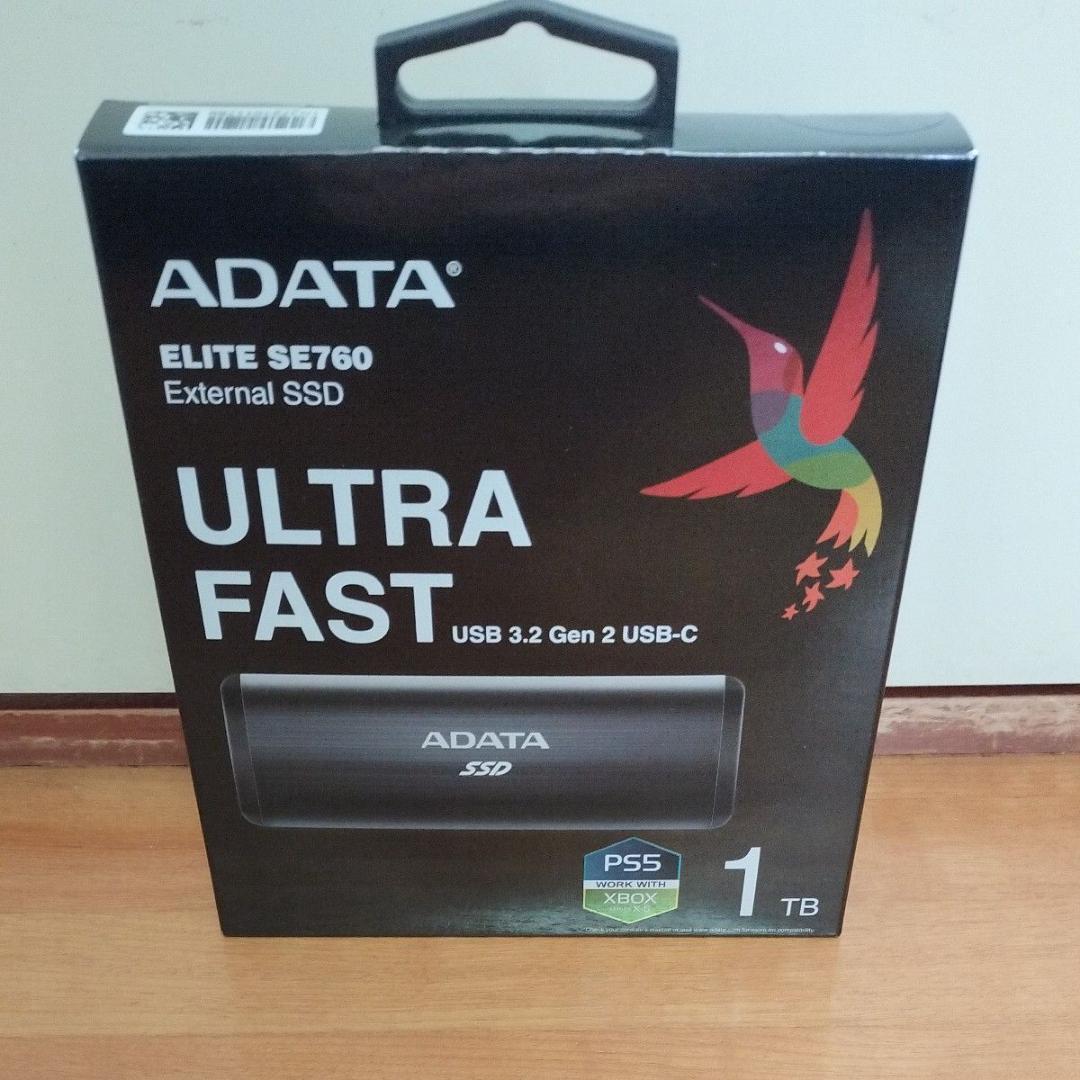 ADATA®
ELITE SE760
External SSD
ULTRA
FAST
USB 3.2 Gen 2 USB-C
ADATA
SSD
PS5
WORK WITH
XBOX
1 TB